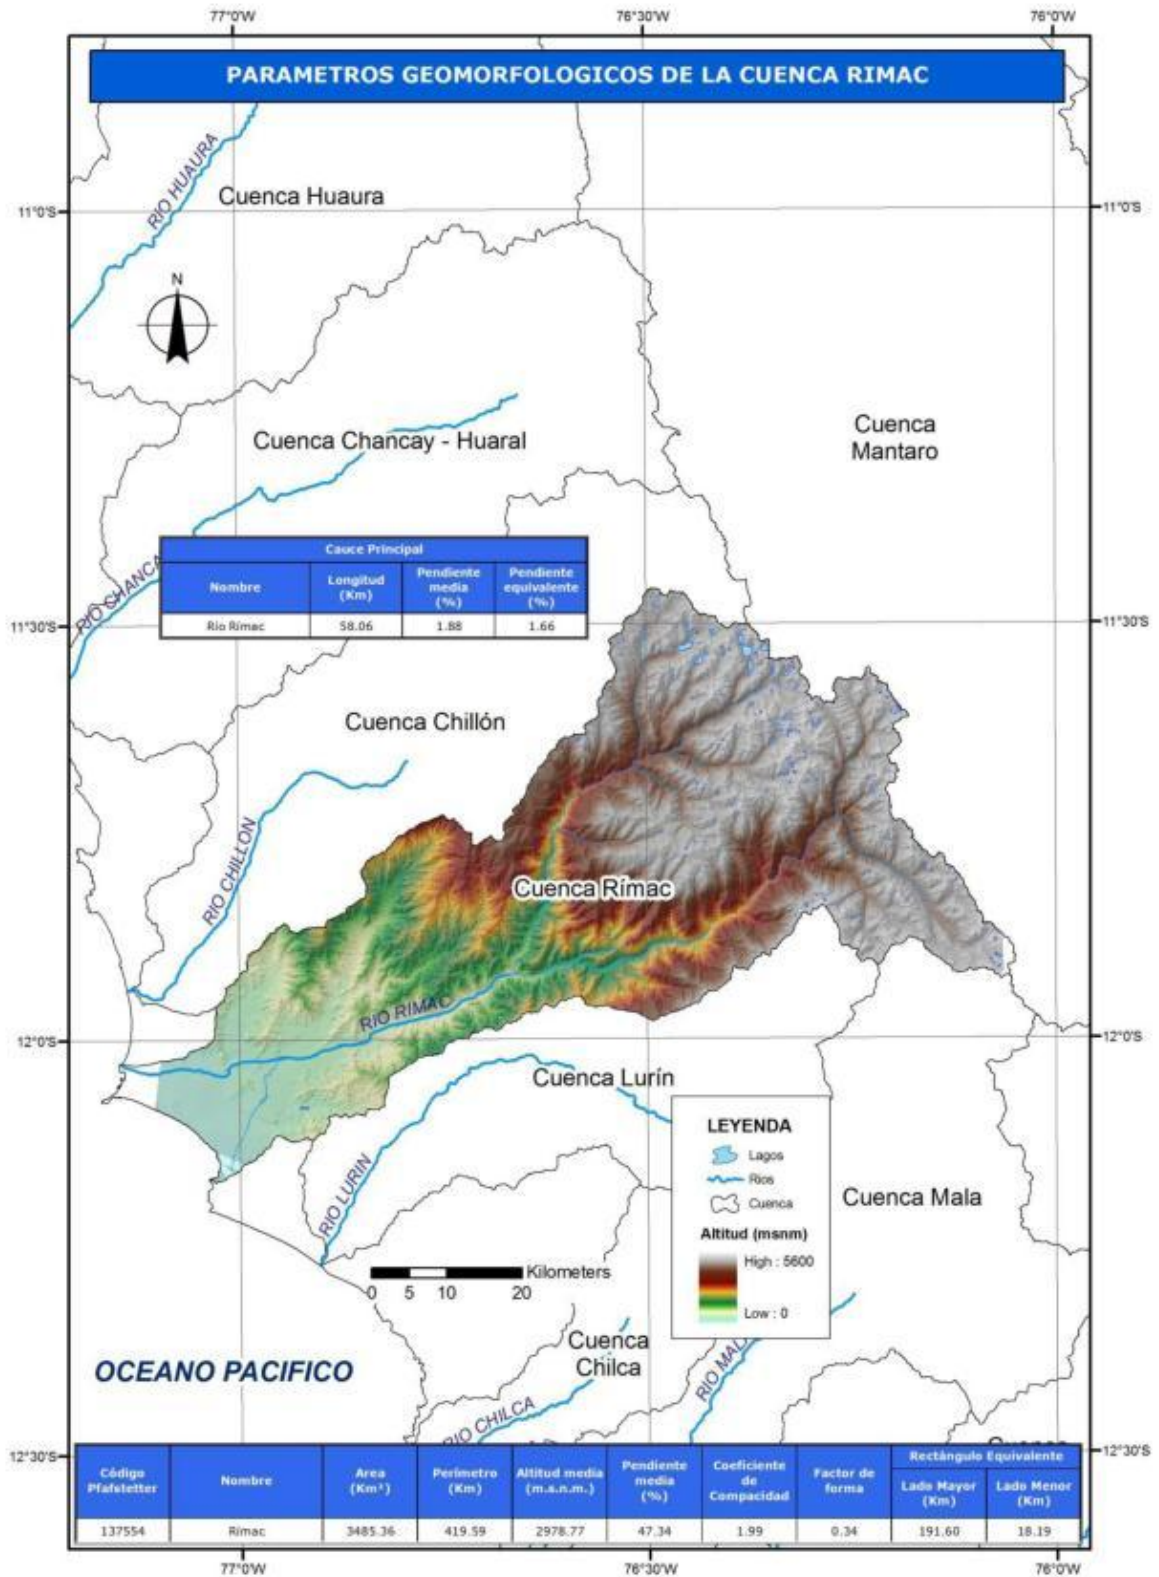 77°0'W
76°30'W
76°0'W
PARAMETROS GEOMORFOLOGICOS DE LA CUENCA RIMAC
RIO HUAURA
Cuenca Huaura
11°0'S
11°0'S
N
Cuenca Chancay - Huaral
Cuenca
Mantaro
RIO CHANCA
Cauce Principal
Nombre
Longitud
(Km)
Pendiente
media
(%)
Pendiente
equivalente
(%)
Rio Rimac
58.06
1.88
1.66
11°30'S
11°30'S
Cuenca Chillón
RIO CHILLON
Cuenca Rímac
RIO RIMAC
12°0'S
12°0'S
Cuenca Lurín
RIO LURIN
LEYENDA
Lagos
Rios
Cuenca
Altitud (msnm)
High : 5600
Low : 0
Cuenca Mala
Kilometers
0 5 10 20
Cuenca
Chilca
RIO MAL
OCEANO PACIFICO
RIO CHILCA
12°30'S
12°30'S
Código
Pfafstetter
Nombre
Area
(Km²)
Perímetro
(Km)
Altitud media
(m.s.n.m.)
Pendiente
media
(%)
Coeficiente
de
Compacidad
Factor de
forma
Rectángulo Equivalente
Lado Mayor
(Km)
Lado Menor
(Km)
137554
Rímac
3485.36
419.59
2978.77
47.34
1.99
0.34
191.60
18.19
77°0'W
76°30'W
76°0'W